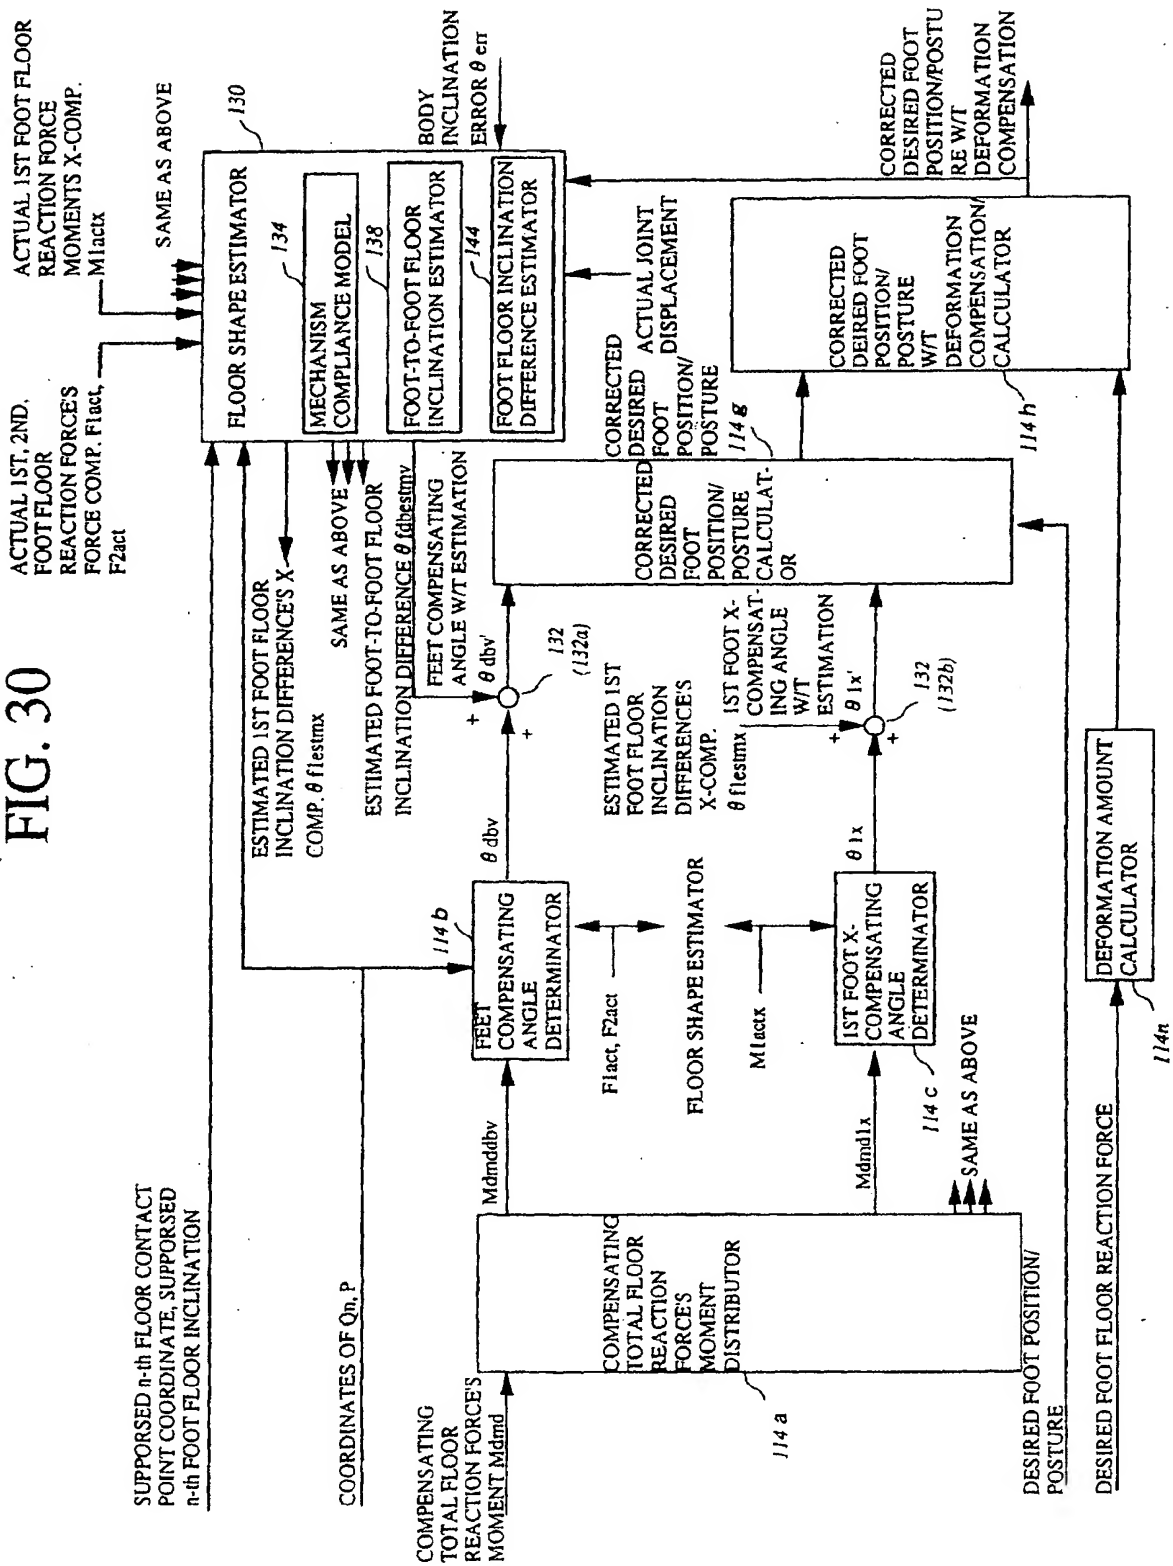 FIG. 30
ACTUAL 1ST, 2ND,
FOOT FLOOR
REACTION FORCE'S
FORCE COMP. F1act,
F2act
ACTUAL 1ST FOOT FLOOR
REACTION FORCE
MOMENTS X-COMP.
M1actx
SAME AS ABOVE
130
FLOOR SHAPE ESTIMATOR
134
MECHANISM
COMPLIANCE MODEL
138
FOOT-TO-FOOT FLOOR
INCLINATION ESTIMATOR
144
FOOT FLOOR INCLINATION
DIFFERENCE ESTIMATOR
BODY
INCLINATION
ERROR θ err
SUPPORSED n-th FLOOR CONTACT
POINT COORDINATE, SUPPORSED
n-th FOOT FLOOR INCLINATION
COORDINATES OF Qn, P
ESTIMATED 1ST FOOT FLOOR
INCLINATION DIFFERENCE'S X
COMP. θ f1estmx
SAME AS ABOVE
ESTIMATED FOOT-TO-FOOT FLOOR
INCLINATION DIFFERENCE θ fdbestmv
FEET COMPENSATING
ANGLE W/T ESTIMATION
θ dbv'
132
(132a)
+
+
θ dbv
114b
FEET
COMPENSATING
ANGLE
DETERMINATOR
Mdmddbv
COMPENSATING
TOTAL FLOOR
REACTION FORCE'S
MOMENT Mdmd
COMPENSATING
TOTAL FLOOR
REACTION
FORCE'S
MOMENT
DISTRIBUTOR
114a
F1act, F2act
FLOOR SHAPE ESTIMATOR
M1actx
ESTIMATED 1ST
FOOT FLOOR
INCLINATION
DIFFERENCE'S
X-COMP.
θ f1estmx
1ST FOOT X-
COMPENSAT-
ING ANGLE
W/T
ESTIMATION
θ 1x'
132
(132b)
+
+
θ 1x
1ST FOOT X-
COMPENSATING
ANGLE
DETERMINATOR
114c
Mdmd1x
SAME AS ABOVE
CORRECTED
DESIRED
FOOT
POSITION/
POSTURE
CALCULAT-
OR
CORRECTED
DESIRED
FOOT
POSITION/
POSTURE
114g
ACTUAL JOINT
DISPLACEMENT
CORRECTED
DEIRED FOOT
POSITION/
POSTURE
W/T
DEFORMATION
COMPENSATION/
CALCULATOR
114h
CORRECTED
DESIRED FOOT
POSITION/POSTU
RE W/T
DEFORMATION
COMPENSATION
DESIRED FOOT POSITION/
POSTURE
DESIRED FOOT FLOOR REACTION FORCE
DEFORMATION AMOUNT
CALCULATOR
114n